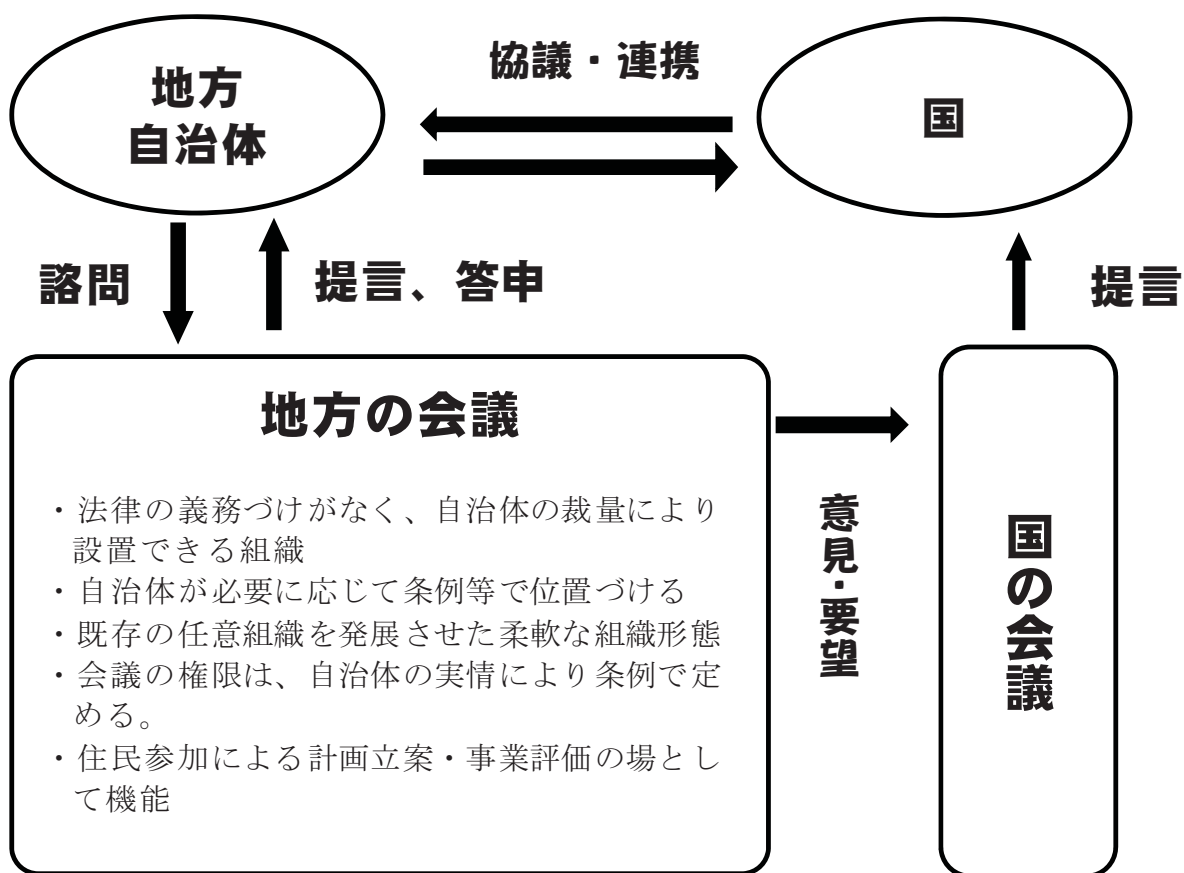 地方
自治体
協議・連携
国
諮問
提言、答申
提言
地方の会議
・法律の義務づけがなく、自治体の裁量により
設置できる組織
・自治体が必要に応じて条例等で位置づける
・既存の任意組織を発展させた柔軟な組織形態
・会議の権限は、自治体の実情により条例で定
める。
・住民参加による計画立案・事業評価の場とし
て機能
意見・要望
国の会議